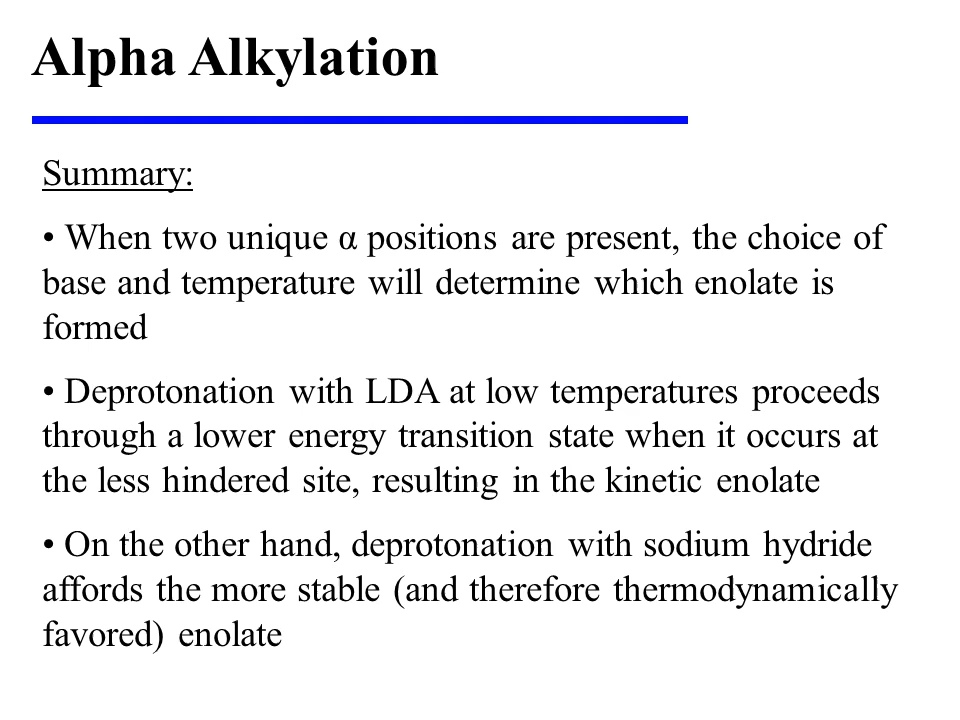 Alpha Alkylation
Summary:
• When two unique α positions are present, the choice of
base and temperature will determine which enolate is
formed
• Deprotonation with LDA at low temperatures proceeds
through a lower energy transition state when it occurs at
the less hindered site, resulting in the kinetic enolate
• On the other hand, deprotonation with sodium hydride
affords the more stable (and therefore thermodynamically
favored) enolate